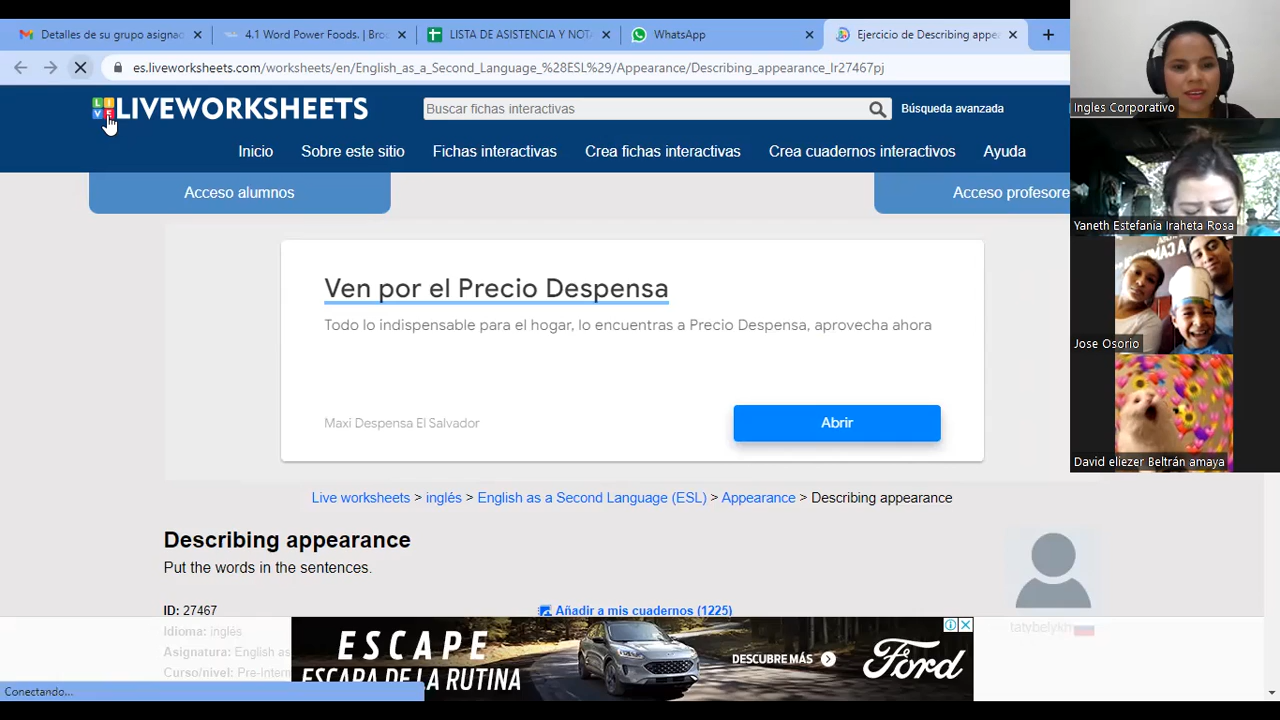 Detalles de su grupo asignad
4.1 Word Power Foods. | Broc
LISTA DE ASISTENCIA Y NOTA
WhatsApp
Ejercicio de Describing appea
es.liveworksheets.com/worksheets/en/English_as_a_Second_Language_%28ESL%29/Appearance/Describing_appearance_lr27467pj
LIVEWORKSHEETS
Buscar fichas interactivas
Búsqueda avanzada
Inicio
Sobre este sitio
Fichas interactivas
Crea fichas interactivas
Crea cuadernos interactivos
Ayuda
Acceso alumnos
Acceso profesore
Ven por el Precio Despensa
Todo lo indispensable para el hogar, lo encuentras a Precio Despensa, aprovecha ahora
Maxi Despensa El Salvador
Abrir
Live worksheets > inglés > English as a Second Language (ESL) > Appearance > Describing appearance
Describing appearance
Put the words in the sentences.
ID: 27467
Añadir a mis cuadernos (1225)
Idioma: inglés
Asignatura: English as
Curso/nivel: Pre-Interm
tatybelykh
ESCAPE
ESCAPA DE LA RUTINA
DESCUBRE MÁS
Ford
Conectando...
Ingles Corporativo
Yaneth Estefania Iraheta Rosa
Jose Osorio
David eliezer Beltrán amaya